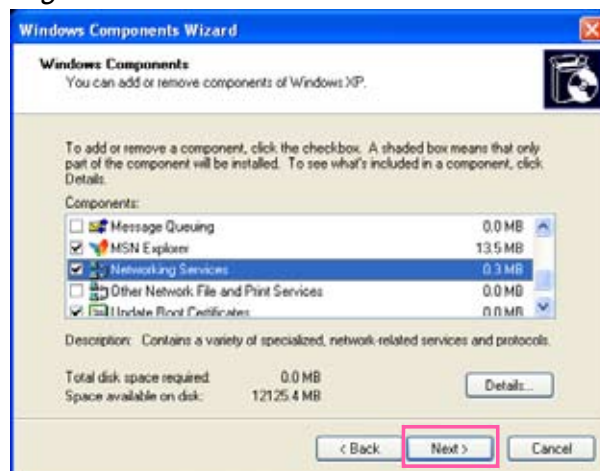 Windows Components Wizard
Windows Components
You can add or remove components of Windows XP.
To add or remove a component, click the checkbox. A shaded box means that only
part of the component will be installed. To see what's included in a component, click
Details.
Components:
Message Queuing 0.0 MB
MSN Explorer 13.5 MB
Networking Services 0.3 MB
Other Network File and Print Services 0.0 MB
Update Root Certificates 0.0 MB
Description: Contains a variety of specialized, network-related services and protocols.
Total disk space required: 0.0 MB
Space available on disk: 12125.4 MB
Details...
< Back Next > Cancel